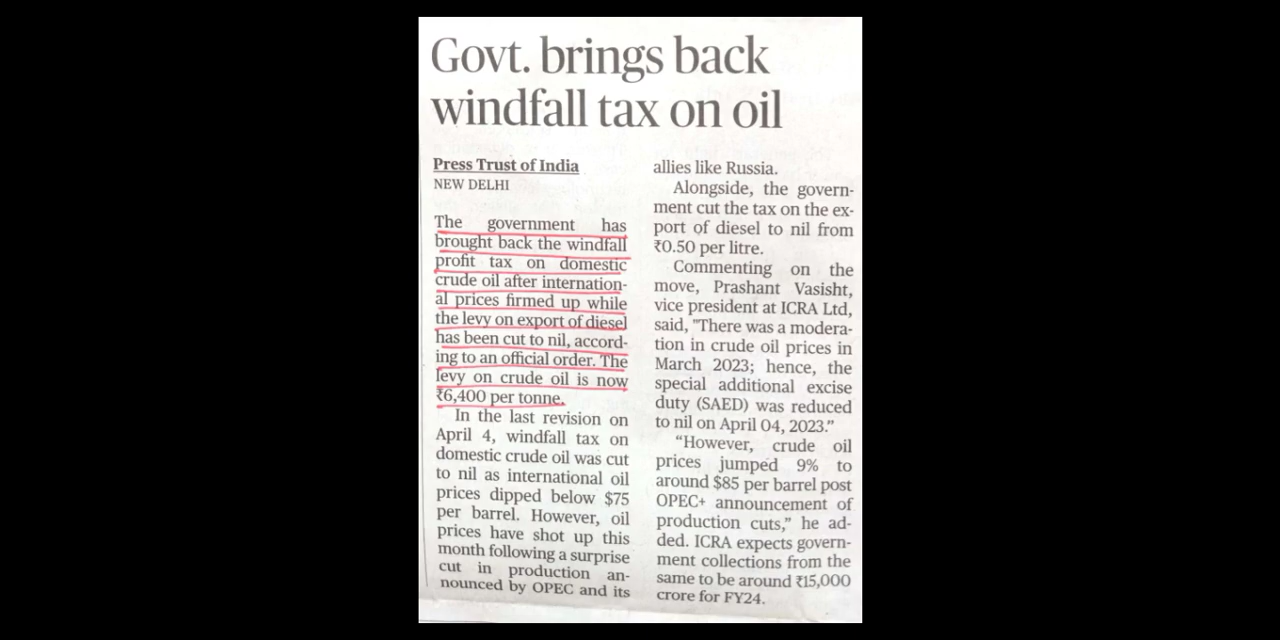 Govt. brings back
windfall tax on oil
Press Trust of India
NEW DELHI
The government has
brought back the windfall
profit tax on domestic
crude oil after internation-
al prices firmed up while
the levy on export of diesel
has been cut to nil, accord-
ing to an official order. The
levy on crude oil is now
₹6,400 per tonne.
In the last revision on
April 4, windfall tax on
domestic crude oil was cut
to nil as international oil
prices dipped below $75
per barrel. However, oil
prices have shot up this
month following a surprise
cut in production an-
nounced by OPEC and its
allies like Russia.
Alongside, the govern-
ment cut the tax on the ex-
port of diesel to nil from
₹0.50 per litre.
Commenting on the
move, Prashant Vasisht,
vice president at ICRA Ltd,
said, "There was a modera-
tion in crude oil prices in
March 2023; hence, the
special additional excise
duty (SAED) was reduced
to nil on April 04, 2023.”
“However, crude oil
prices jumped 9% to
around $85 per barrel post
OPEC+ announcement of
production cuts,” he ad-
ded. ICRA expects govern-
ment collections from the
same to be around ₹15,000
crore for FY24.